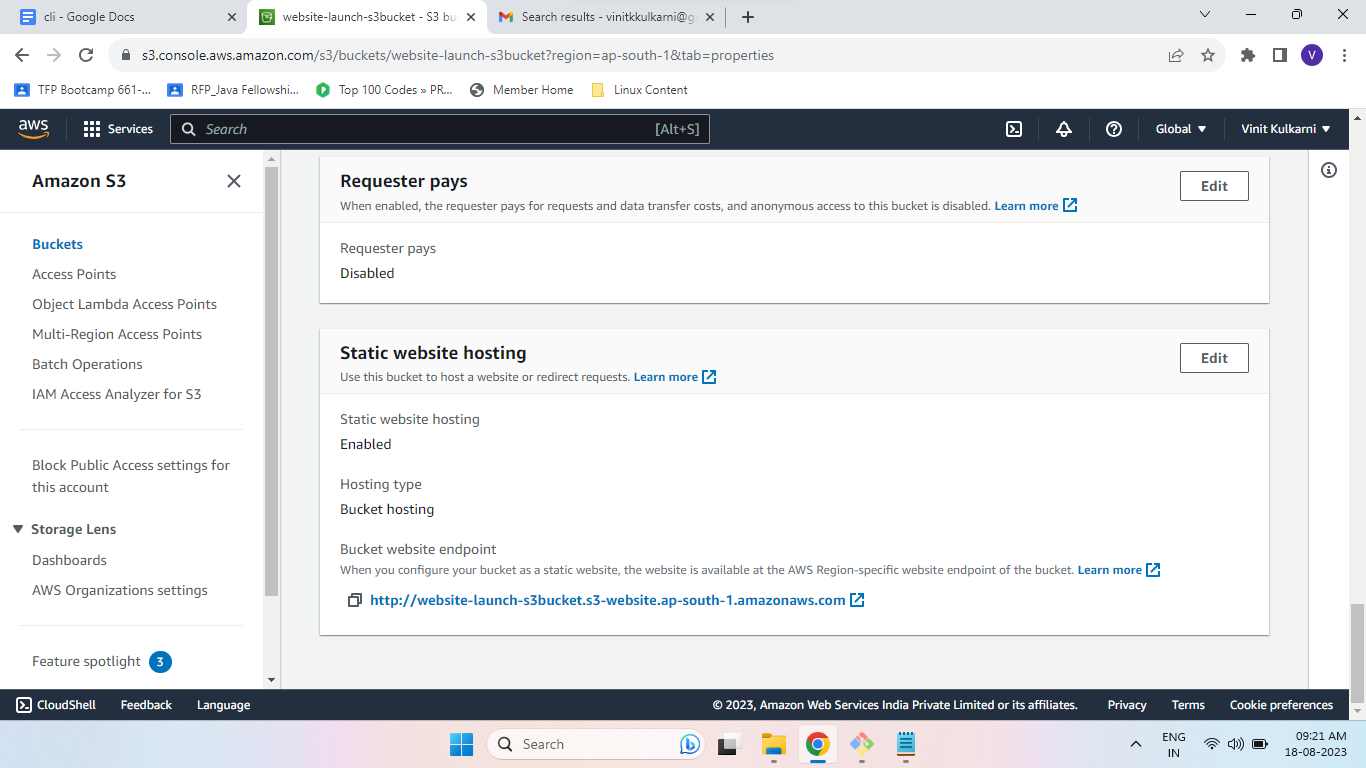 cli - Google Docs
website-launch-s3bucket - S3 bu
Search results - vinitkkulkarni@g
s3.console.aws.amazon.com/s3/buckets/website-launch-s3bucket?region=ap-south-1&tab=properties
V
TFP Bootcamp 661-...
RFP_Java Fellowshi...
Top 100 Codes » PR...
Member Home
Linux Content
aws
Services
Search
[Alt+S]
Global
Vinit Kulkarni
Amazon S3
Buckets
Access Points
Object Lambda Access Points
Multi-Region Access Points
Batch Operations
IAM Access Analyzer for S3
Block Public Access settings for
this account
Storage Lens
Dashboards
AWS Organizations settings
Feature spotlight 3
Requester pays
Edit
When enabled, the requester pays for requests and data transfer costs, and anonymous access to this bucket is disabled. Learn more
Requester pays
Disabled
Static website hosting
Edit
Use this bucket to host a website or redirect requests. Learn more
Static website hosting
Enabled
Hosting type
Bucket hosting
Bucket website endpoint
When you configure your bucket as a static website, the website is available at the AWS Region-specific website endpoint of the bucket. Learn more
http://website-launch-s3bucket.s3-website.ap-south-1.amazonaws.com
CloudShell
Feedback
Language
© 2023, Amazon Web Services India Private Limited or its affiliates.
Privacy
Terms
Cookie preferences
Search
ENG
IN
09:21 AM
18-08-2023